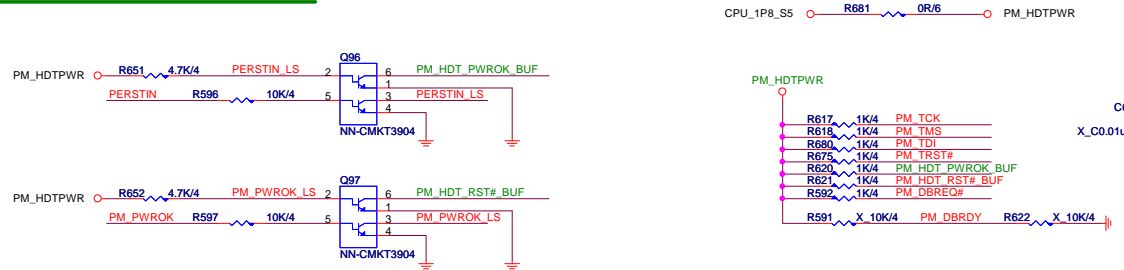 CPU_1P8_S5 R681 0R/6 PM_HDTPWR
Q96
PM_HDTPWR R651 4.7K/4 PERSTIN_LS 2 6 PM_HDT_PWROK_BUF
1
PERSTIN R596 10K/4 5 3 PERSTIN_LS
4
NN-CMKT3904
Q97
PM_HDTPWR R652 4.7K/4 PM_PWROK_LS 2 6 PM_HDT_RST#_BUF
1
PM_PWROK R597 10K/4 5 3 PM_PWROK_LS
4
NN-CMKT3904
PM_HDTPWR
R617 1K/4 PM_TCK
R618 1K/4 PM_TMS
R680 1K/4 PM_TDI
R675 1K/4 PM_TRST#
R620 1K/4 PM_HDT_PWROK_BUF
R621 1K/4 PM_HDT_RST#_BUF
R592 1K/4 PM_DBREQ#
R591 X_10K/4 PM_DBRDY R622 X_10K/4